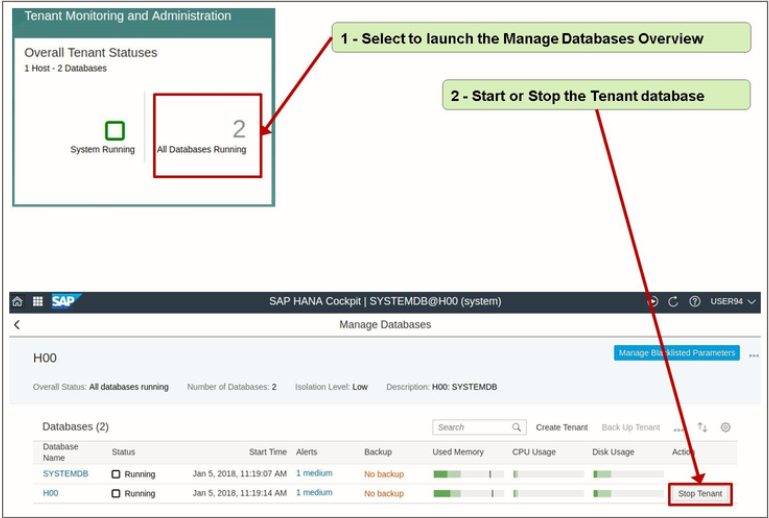 Tenant Monitoring and Administration
Overall Tenant Statuses
1 Host - 2 Databases
2
System Running
All Databases Running
1 - Select to launch the Manage Databases Overview
2 - Start or Stop the Tenant database
SAP
SAP HANA Cockpit | SYSTEMDB@H00 (system)
USER94
Manage Databases
H00
Manage Blacklisted Parameters
Overall Status: All databases running Number of Databases: 2 Isolation Level: Low Description: H00: SYSTEMDB
Databases (2)
Search
Create Tenant
Back Up Tenant
Database Name Status Start Time Alerts Backup Used Memory CPU Usage Disk Usage Action
SYSTEMDB Running Jan 5, 2018, 11:19:07 AM 1 medium No backup
H00 Running Jan 5, 2018, 11:19:14 AM 1 medium No backup Stop Tenant